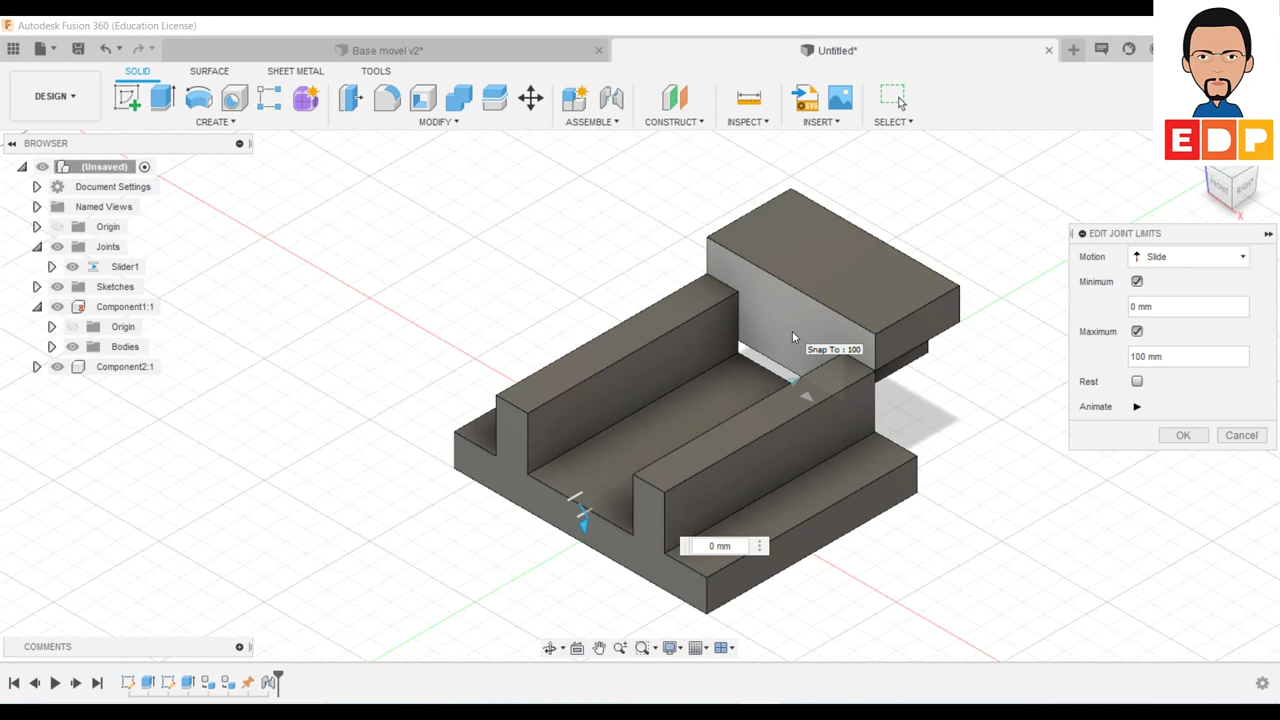 Autodesk Fusion 360 (Education License)
Base movel v2*
Untitled*
SOLID SURFACE SHEET METAL TOOLS
DESIGN
CREATE MODIFY ASSEMBLE CONSTRUCT INSPECT INSERT SELECT
EDP
BROWSER
(Unsaved)
Document Settings
Named Views
Origin
Joints
Slider1
Sketches
Component1:1
Origin
Bodies
Component2:1
FRONT RIGHT
X
EDIT JOINT LIMITS
Motion Slide
Minimum
0 mm
Maximum
100 mm
Rest
Animate
OK Cancel
Snap To : 100
0 mm
COMMENTS